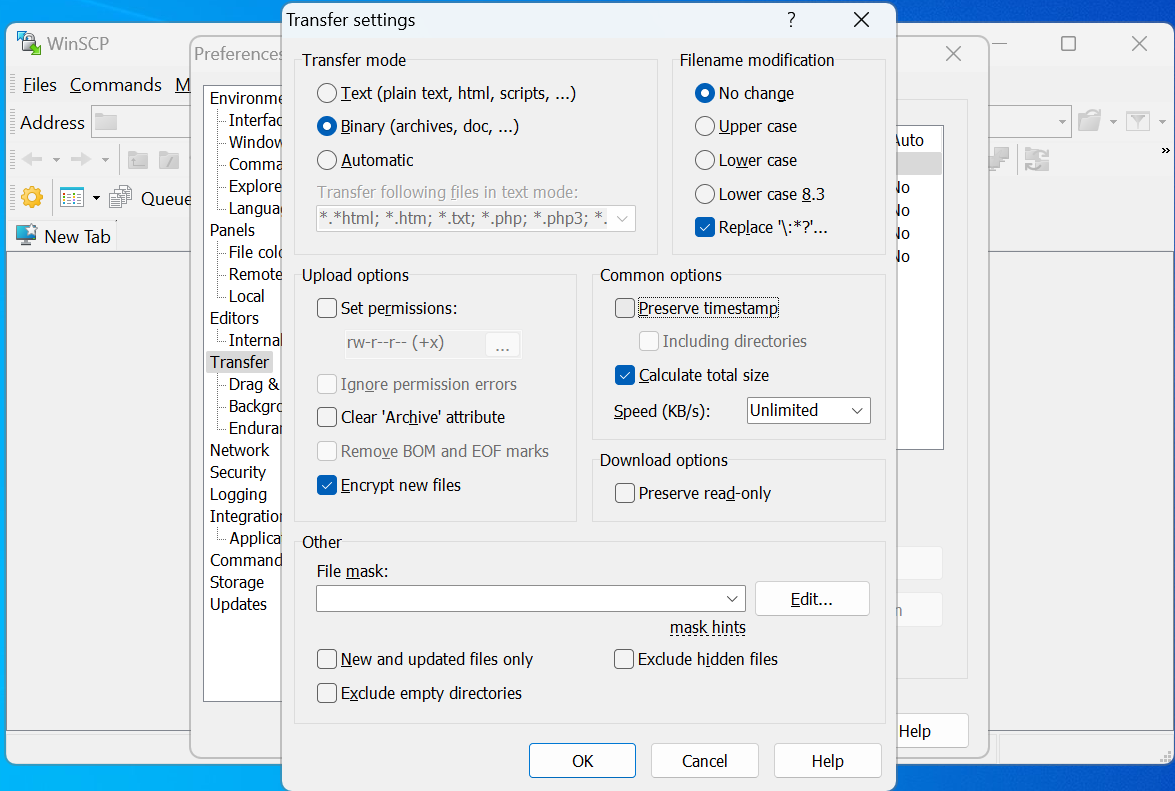 Transfer settings
?
WinSCP
Preferences
Files Commands M
Address
Queue
New Tab
»
Environme
Interfac
Window
Comma
Explore
Langua
Panels
File colo
Remote
Local
Editors
Internal
Transfer
Drag &
Backgro
Enduran
Network
Security
Logging
Integration
Applica
Command
Storage
Updates
Transfer mode
Text (plain text, html, scripts, ...)
Binary (archives, doc, ...)
Automatic
Transfer following files in text mode:
*.*html; *.htm; *.txt; *.php; *.php3; *.
Filename modification
No change
Upper case
Lower case
Lower case 8.3
Replace '\:*?'...
Auto
No
No
No
No
Upload options
Set permissions:
rw-r--r-- (+x)
...
Ignore permission errors
Clear 'Archive' attribute
Remove BOM and EOF marks
Encrypt new files
Common options
Preserve timestamp
Including directories
Calculate total size
Speed (KB/s):
Unlimited
Download options
Preserve read-only
Other
File mask:
Edit...
mask hints
New and updated files only
Exclude hidden files
Exclude empty directories
OK
Cancel
Help
Help